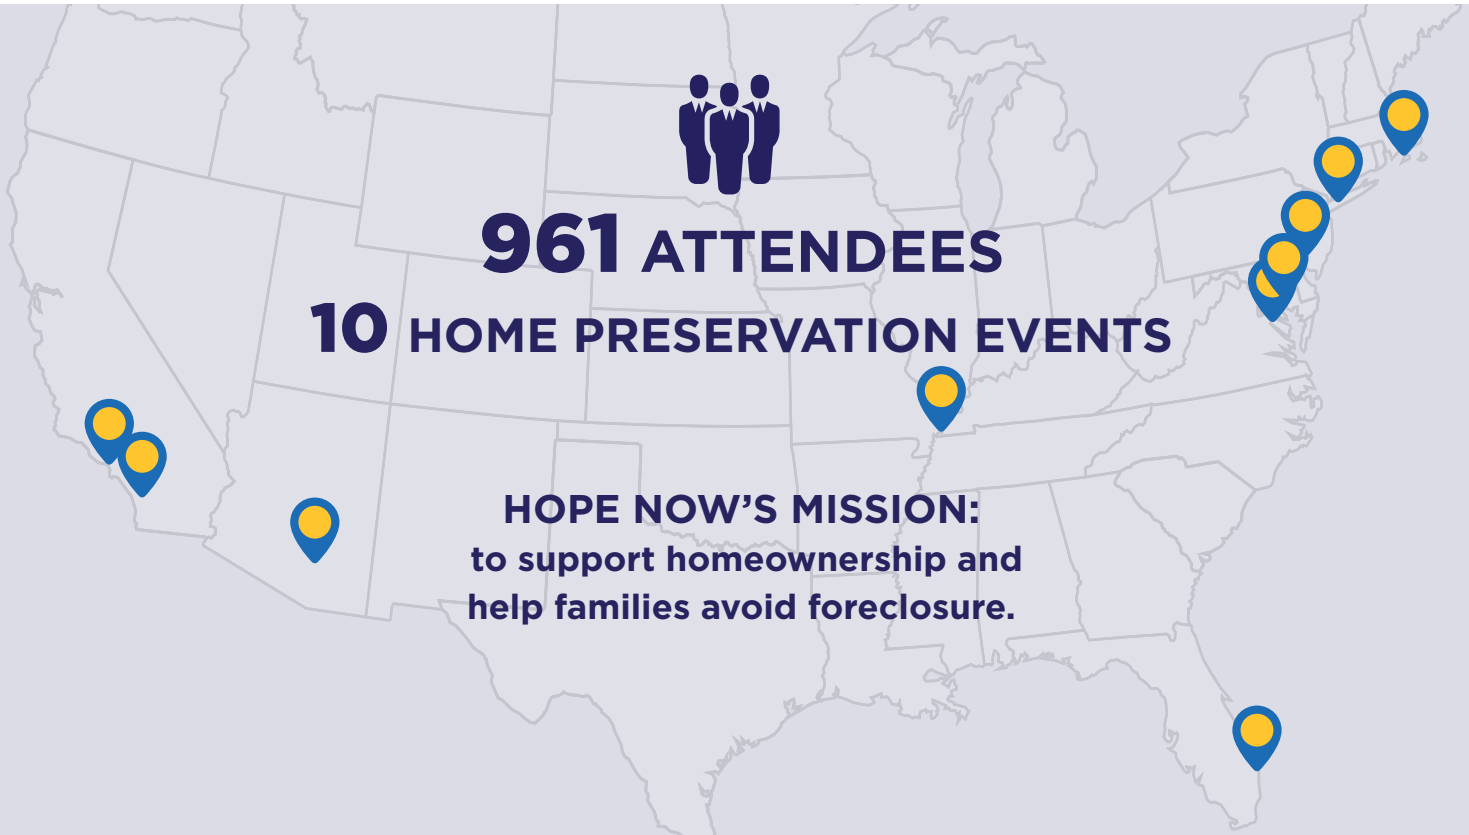 961 ATTENDEES
10 HOME PRESERVATION EVENTS
HOPE NOW’S MISSION:
to support homeownership and
help families avoid foreclosure.